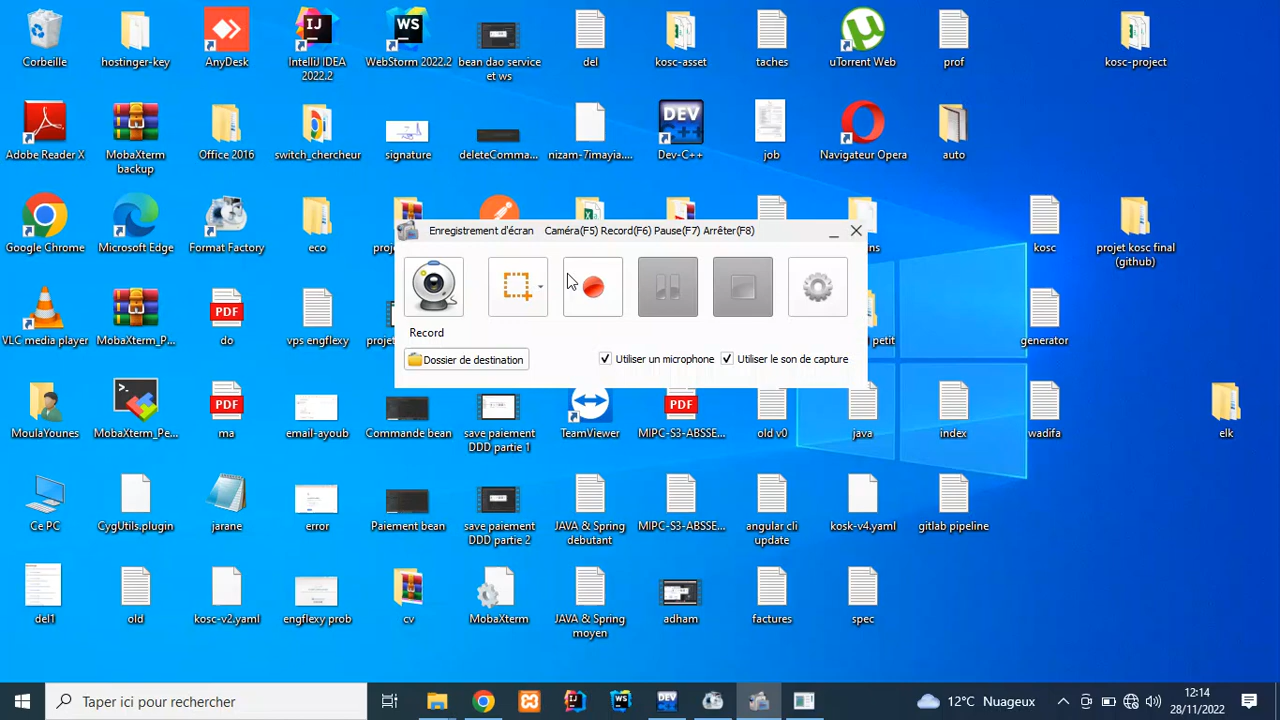 Corbeille
hostinger-key
AnyDesk
IntelliJ IDEA
2022.2
WebStorm 2022.2
bean dao service
et ws
del
kosc-asset
taches
uTorrent Web
prof
kosc-project
Adobe Reader X
MobaXterm
backup
Office 2016
switch_chercheur
signature
deleteComma...
nizam-7imayia....
Dev-C++
job
Navigateur Opera
auto
Google Chrome
Microsoft Edge
Format Factory
eco
kosc
projet kosc final
(github)
Enregistrement d'écran Caméra(F5) Record(F6) Pause(F7) Arrêter(F8)
Record
Dossier de destination
Utiliser un microphone
Utiliser le son de capture
VLC media player
MobaXterm_P...
do
vps engflexy
petit
generator
MoulaYounes
MobaXterm_Pe...
ma
email-ayoub
Commande bean
save paiement
DDD partie 1
TeamViewer
MIPC-S3-ABSSE...
old v0
java
index
wadifa
elk
Ce PC
CygUtils.plugin
jarane
error
Paiement bean
save paiement
DDD partie 2
JAVA & Spring
debutant
MIPC-S3-ABSSE...
angular cli
update
kosk-v4.yaml
gitlab pipeline
del1
old
kosc-v2.yaml
engflexy prob
cv
MobaXterm
JAVA & Spring
moyen
adham
factures
spec
Taper ici pour rechercher
12°C Nuageux
12:14
28/11/2022